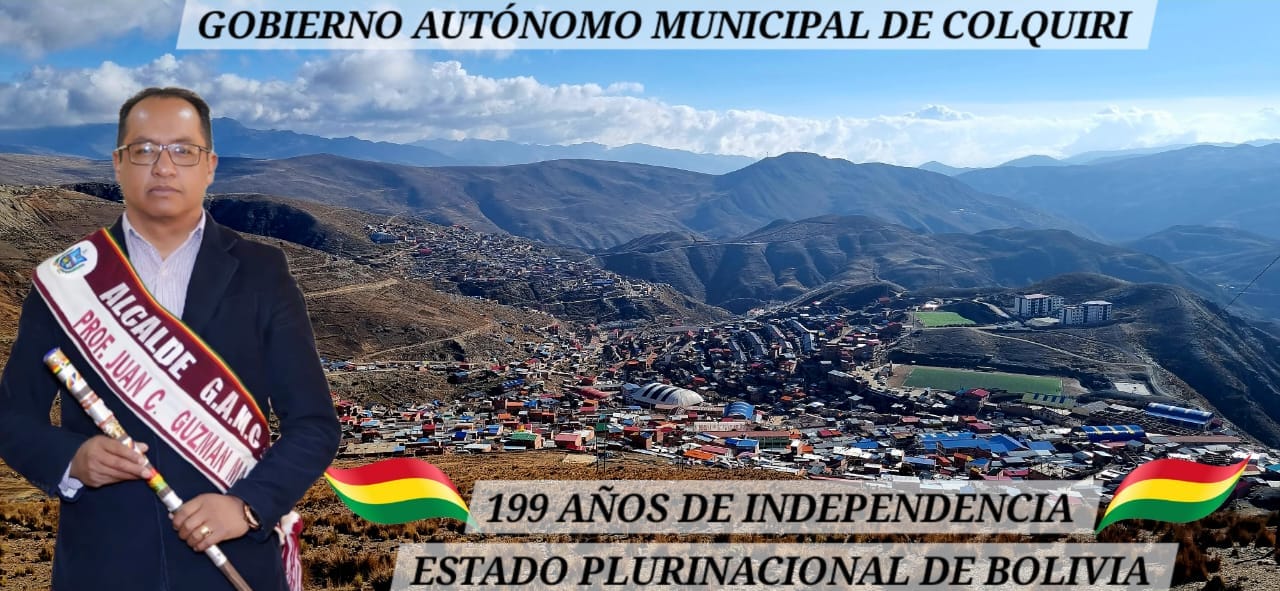 GOBIERNO AUTÓNOMO MUNICIPAL DE COLQUIRI
ALCALDE G.A.M.C.
PROF. JUAN C. GUZMAN
199 AÑOS DE INDEPENDENCIA
ESTADO PLURINACIONAL DE BOLIVIA